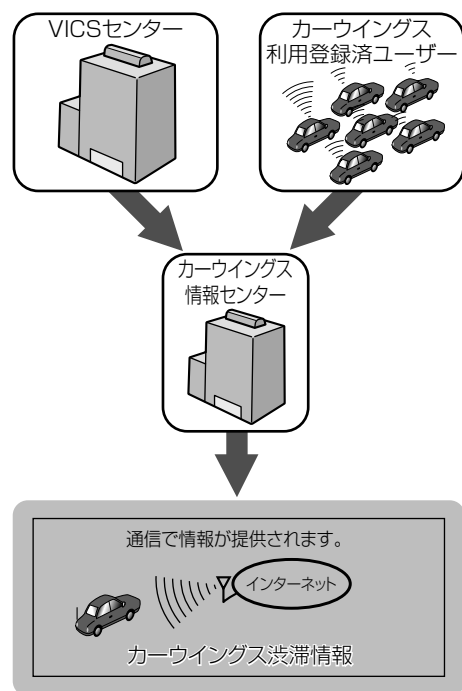 VICSセンター
カーウイングス
利用登録済ユーザー
カーウイングス
情報センター
通信で情報が提供されます。
インターネット
カーウイングス渋滞情報